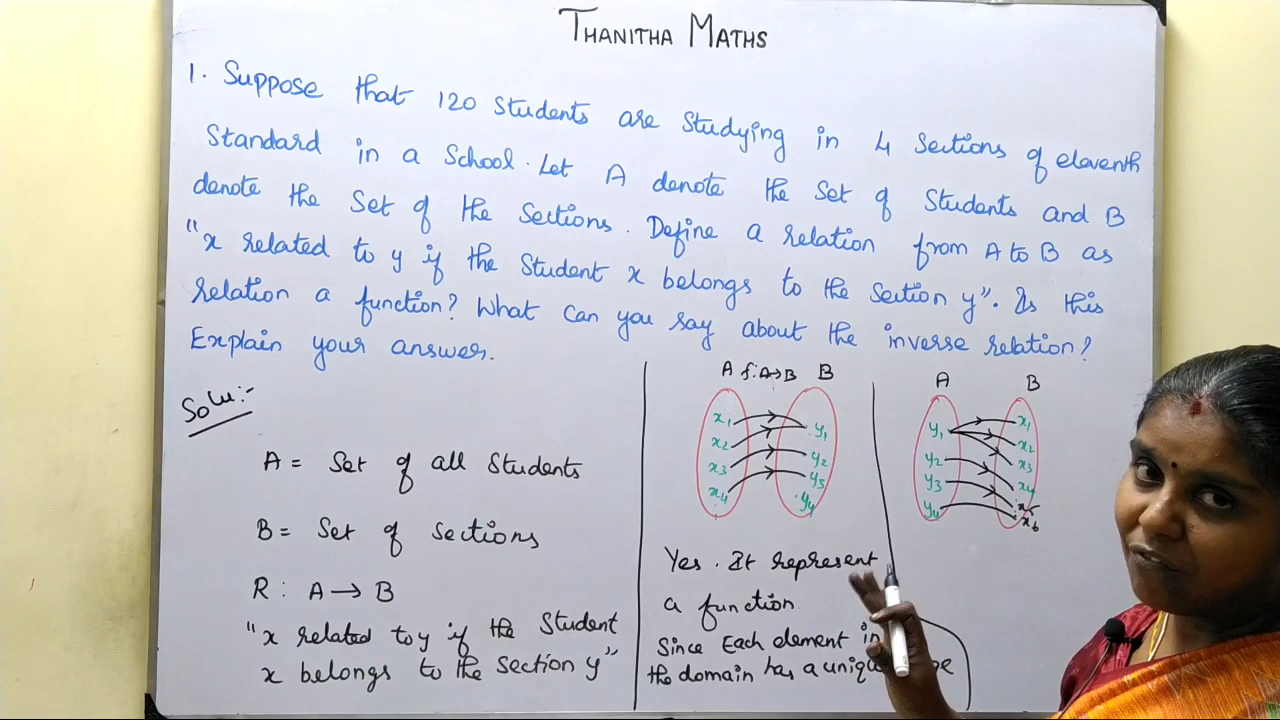 THANITHA MATHS
1. Suppose that 120 Students are Studying in 4 Sections of eleventh
Standard in a School. Let A denote the Set of Students and B
denote the Set of the Sections. Define a relation from A to B as
"x related to y if the Student x belongs to the Section y". Is this
relation a function? What can you say about the inverse relation?
Explain your answer.
Solu:-
A = Set of all Students
B = Set of Sections
R : A → B
"x related to y if the Student
x belongs to the Section y"
A f:A→B B
x1 y1
x2 y2
x3 y3
x4 y4
Yes. It represent
a function
Since Each element in
the domain has a
A B
y1 x1
y2 x2
y3 x3
y4 x4
x5
x6